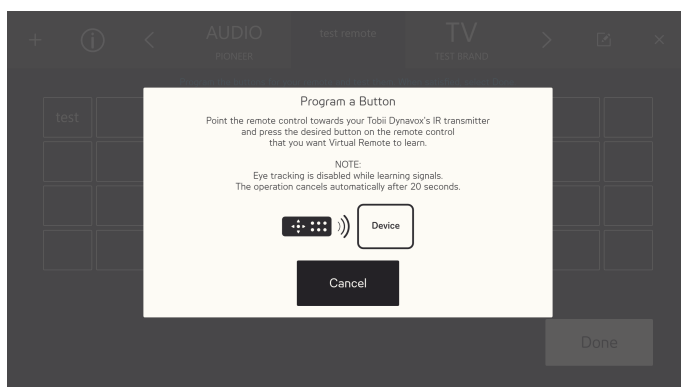 + i < AUDIO test remote TV > ×
PIONEER TEST BRAND
test
Program a Button
Point the remote control towards your Tobii Dynavox's IR transmitter
and press the desired button on the remote control
that you want Virtual Remote to learn.
NOTE:
Eye tracking is disabled while learning signals.
The operation cancels automatically after 20 seconds.
Device
Cancel
Done